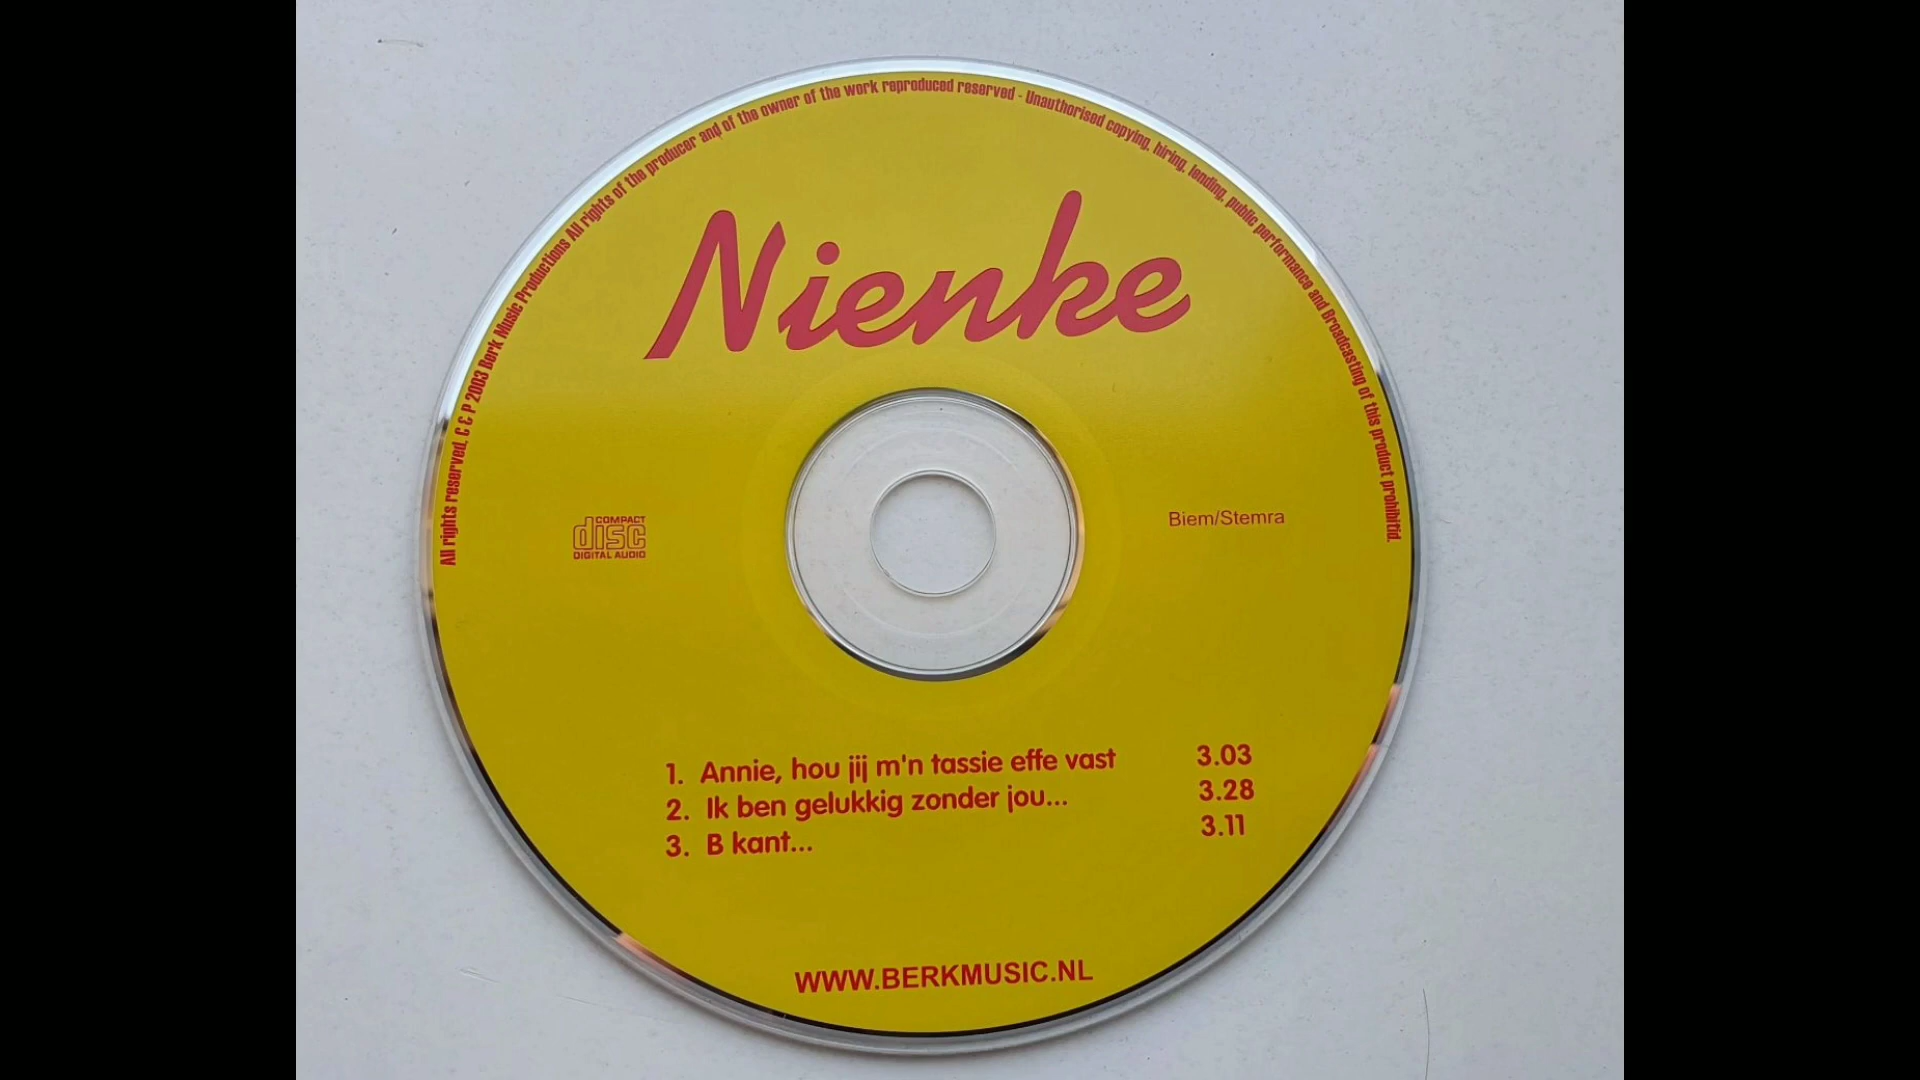 All rights reserved. C & P 2003 Berk Music Productions All rights of the producer and of the owner of the work reproduced reserved - Unauthorised copying, hiring, lending, public performance and Broadcasting of this product prohibitid.
Nienke
COMPACT
disc
DIGITAL AUDIO
Biem/Stemra
1. Annie, hou jij m'n tassie effe vast 3.03
2. Ik ben gelukkig zonder jou... 3.28
3. B kant... 3.11
WWW.BERKMUSIC.NL